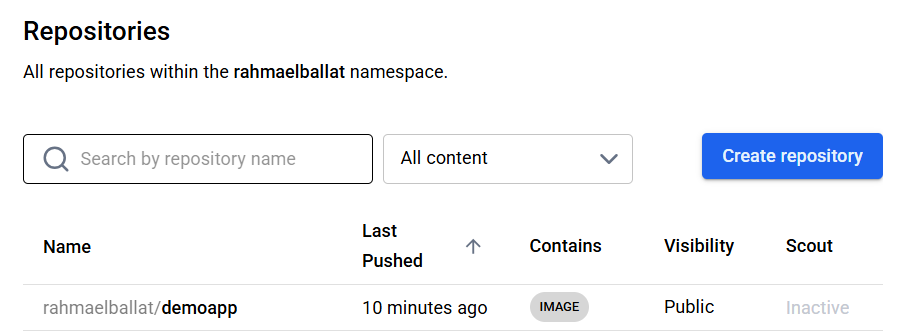 Repositories
All repositories within the rahmaelballat namespace.
Search by repository name
All content
Create repository
Name
Last Pushed
Contains
Visibility
Scout
rahmaelballat/demoapp
10 minutes ago
IMAGE
Public
Inactive